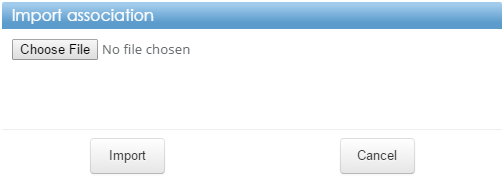 Import association
Choose File No file chosen
Import Cancel